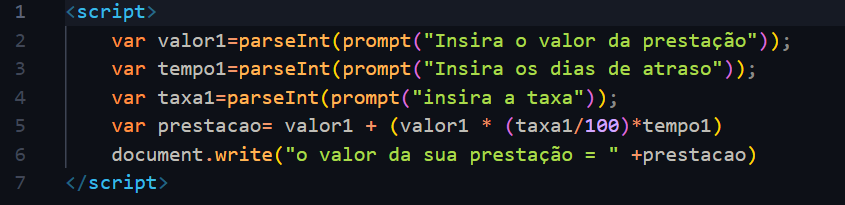 1 <script>
2 var valor1=parseInt(prompt("Insira o valor da prestação"));
3 var tempo1=parseInt(prompt("Insira os dias de atraso"));
4 var taxa1=parseInt(prompt("insira a taxa"));
5 var prestacao= valor1 + (valor1 * (taxa1/100)*tempo1)
6 document.write("o valor da sua prestação = " +prestacao)
7 </script>